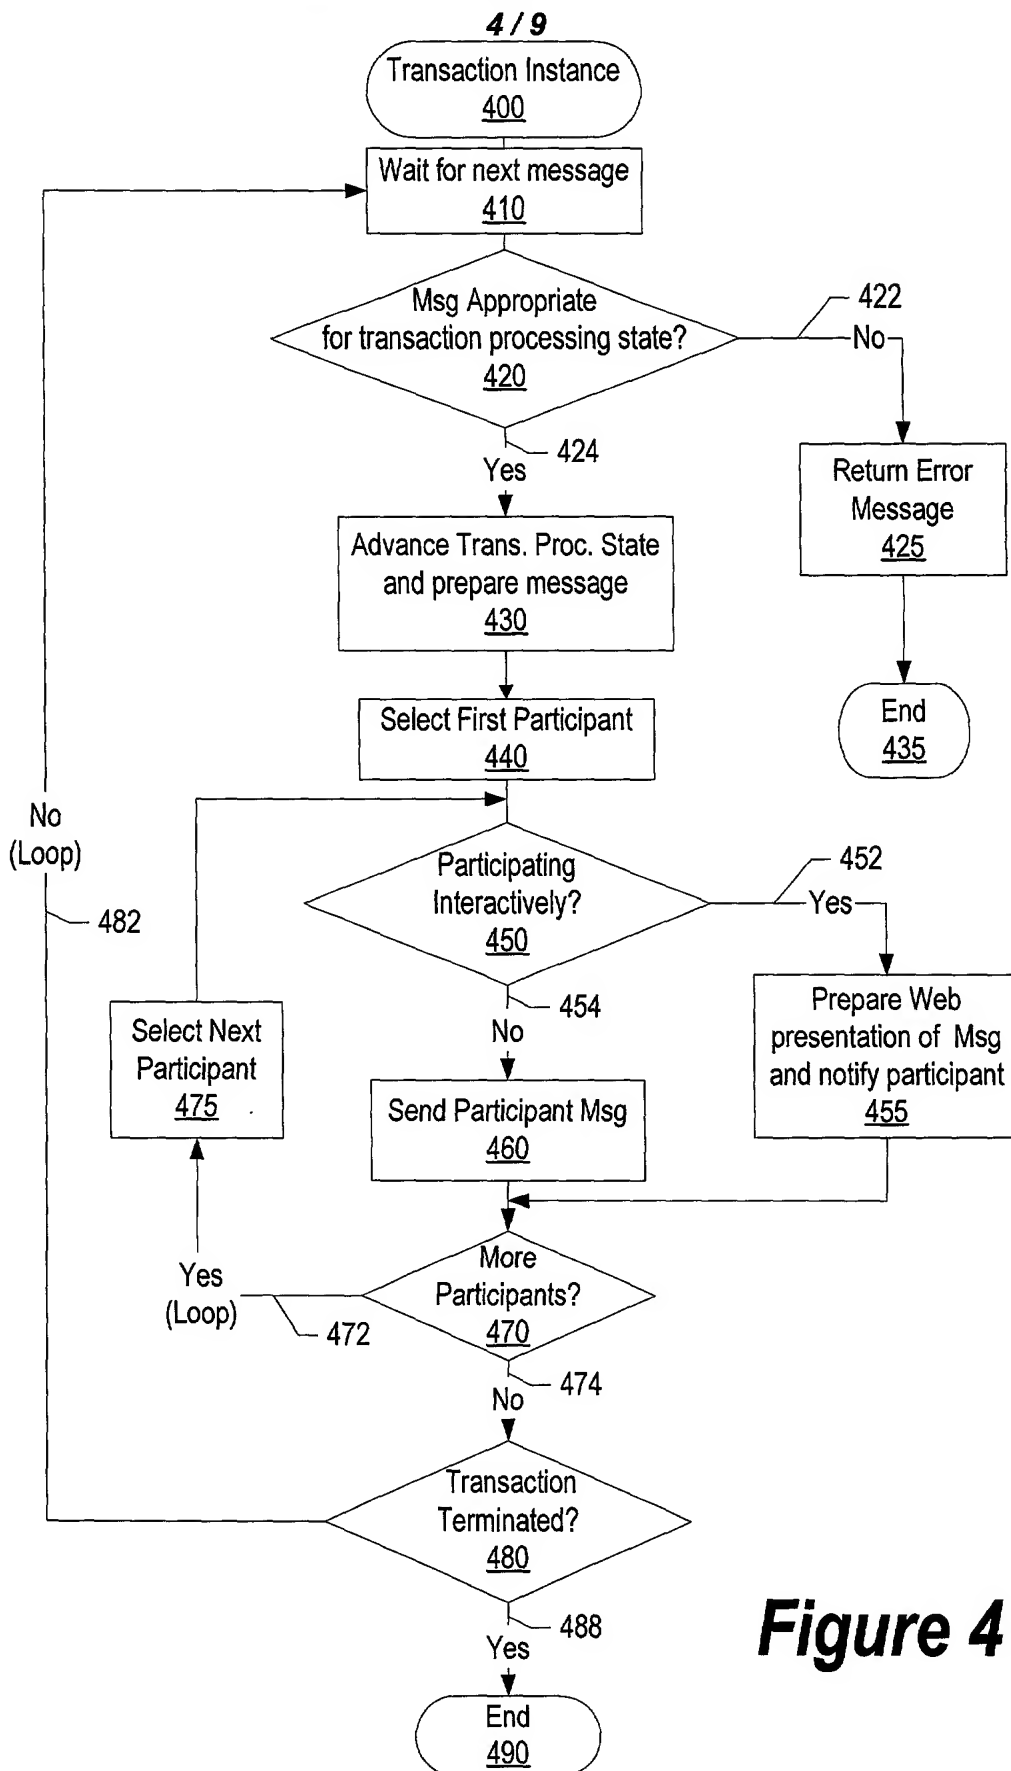 4 / 9
Transaction Instance
400
Wait for next message
410
Msg Appropriate
for transaction processing state?
420
422
No
424
Yes
Return Error
Message
425
Advance Trans. Proc. State
and prepare message
430
End
435
Select First Participant
440
No
(Loop)
482
Participating
Interactively?
450
452
Yes
454
No
Select Next
Participant
475
Prepare Web
presentation of Msg
and notify participant
455
Send Participant Msg
460
More
Participants?
470
Yes
(Loop)
472
474
No
Transaction
Terminated?
480
488
Yes
Figure 4
End
490